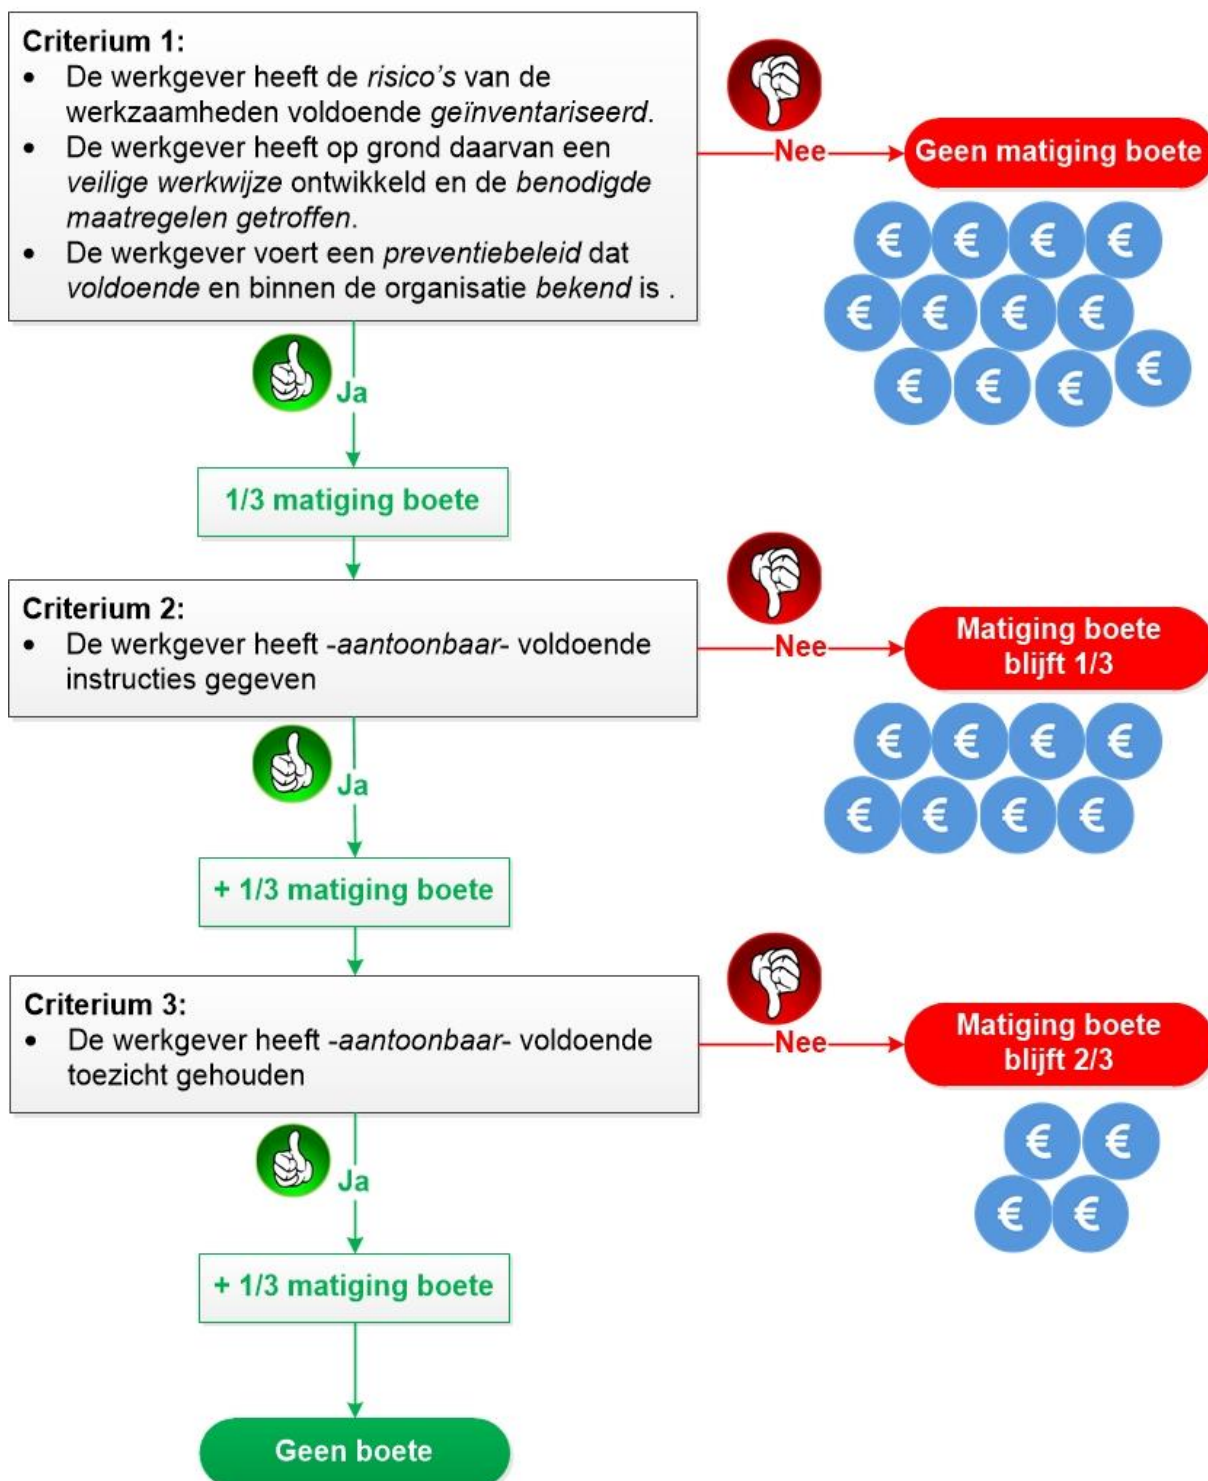 Criterium 1:
• De werkgever heeft de risico's van de
werkzaamheden voldoende geïnventariseerd.
• De werkgever heeft op grond daarvan een
veilige werkwijze ontwikkeld en de benodigde
maatregelen getroffen.
• De werkgever voert een preventiebeleid dat
voldoende en binnen de organisatie bekend is .
Nee
Geen matiging boete
€ € € €
€ € € €
€ € € €
Ja
1/3 matiging boete
Criterium 2:
• De werkgever heeft -aantoonbaar- voldoende
instructies gegeven
Nee
Matiging boete
blijft 1/3
€ € € €
€ € € €
Ja
+ 1/3 matiging boete
Criterium 3:
• De werkgever heeft -aantoonbaar- voldoende
toezicht gehouden
Nee
Matiging boete
blijft 2/3
€ €
€ €
Ja
+ 1/3 matiging boete
Geen boete